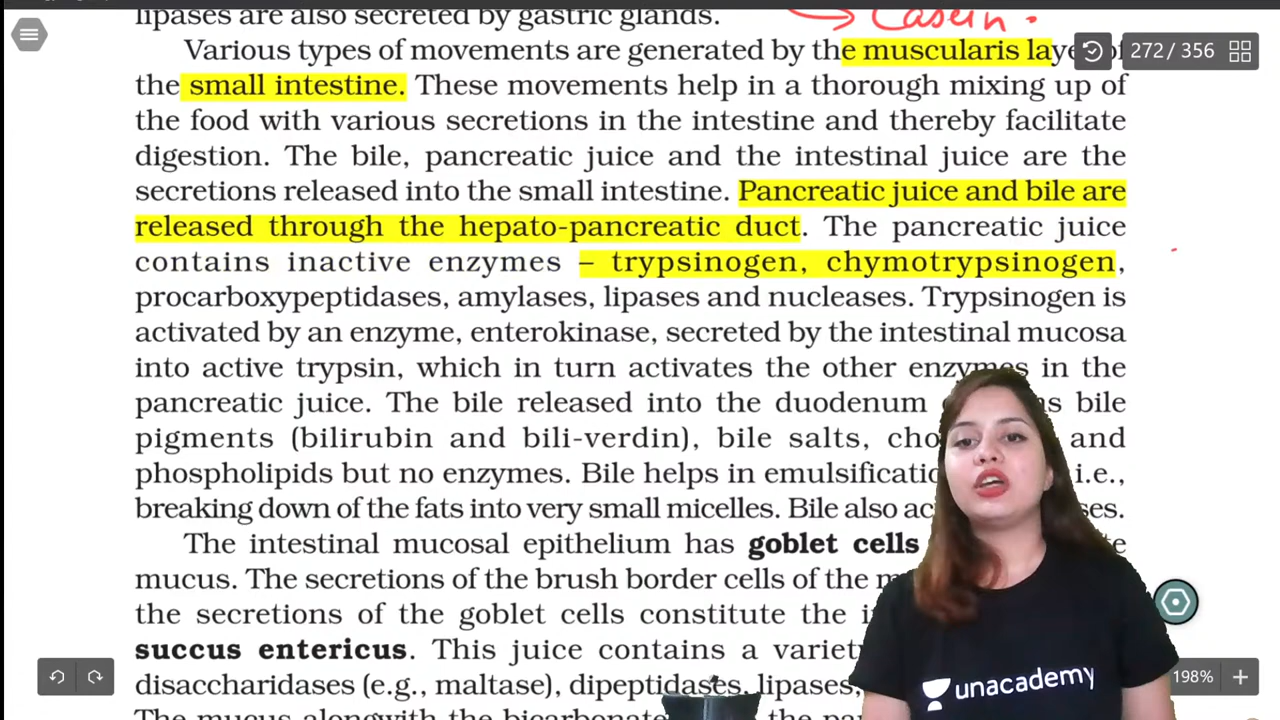 lipases are also secreted by gastric glands.
Casein.
Various types of movements are generated by the muscularis layer of
272 / 356
the small intestine. These movements help in a thorough mixing up of
the food with various secretions in the intestine and thereby facilitate
digestion. The bile, pancreatic juice and the intestinal juice are the
secretions released into the small intestine. Pancreatic juice and bile are
released through the hepato-pancreatic duct. The pancreatic juice
contains inactive enzymes – trypsinogen, chymotrypsinogen,
procarboxypeptidases, amylases, lipases and nucleases. Trypsinogen is
activated by an enzyme, enterokinase, secreted by the intestinal mucosa
into active trypsin, which in turn activates the other enzymes in the
pancreatic juice. The bile released into the duodenum bile
pigments (bilirubin and bili-verdin), bile salts, and
phospholipids but no enzymes. Bile helps in i.e.,
breaking down of the fats into very small micelles. Bile also
The intestinal mucosal epithelium has goblet cells
mucus. The secretions of the brush border cells of the
the secretions of the goblet cells constitute the
succus entericus. This juice contains a
disaccharidases (e.g., maltase), dipeptidases, lipases,
198%
The mucus alongwith the the
unacademy